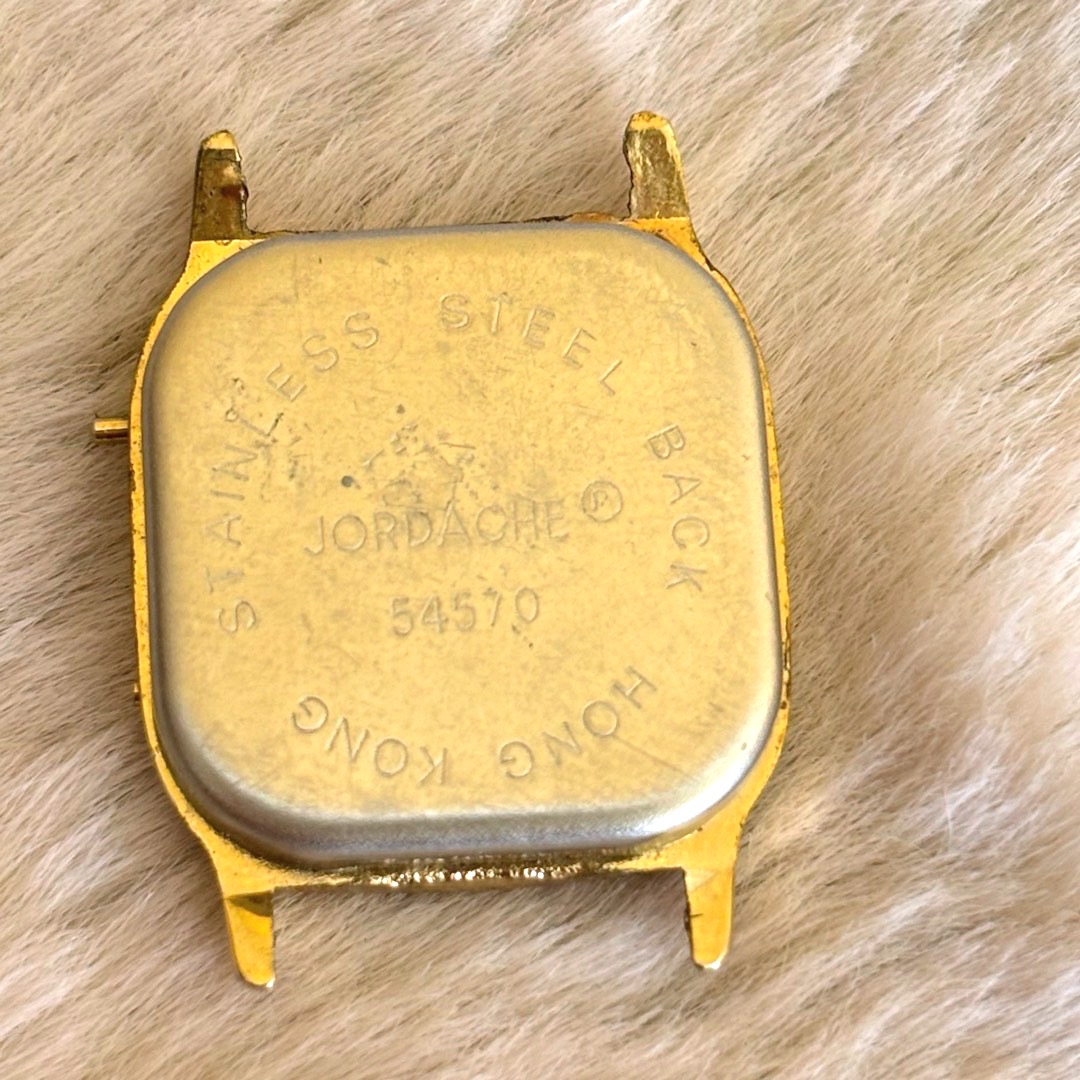 STAINLESS STEEL BACK
JORDACHE ®
54570
HONG KONG